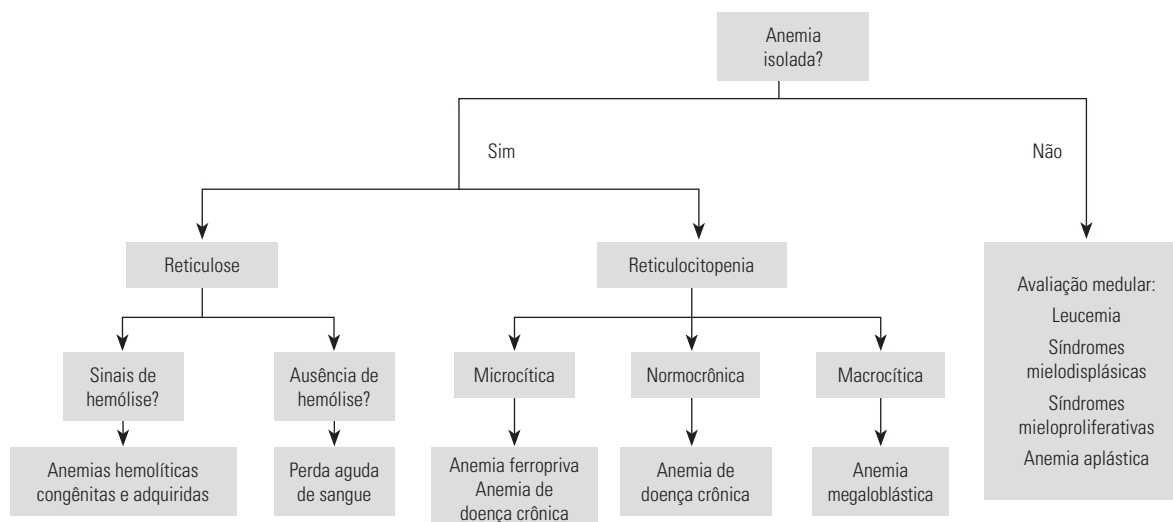 Anemia
isolada?
Sim
Não
Reticulose
Reticulocitopenia
Avaliação medular:
Leucemia
Síndromes
mielodisplásicas
Síndromes
mieloproliferativas
Anemia aplástica
Sinais de
hemólise?
Ausência de
hemólise?
Microcítica
Normocrônica
Macrocítica
Anemias hemolíticas
congênitas e adquiridas
Perda aguda
de sangue
Anemia ferropriva
Anemia de
doença crônica
Anemia de
doença crônica
Anemia
megaloblástica